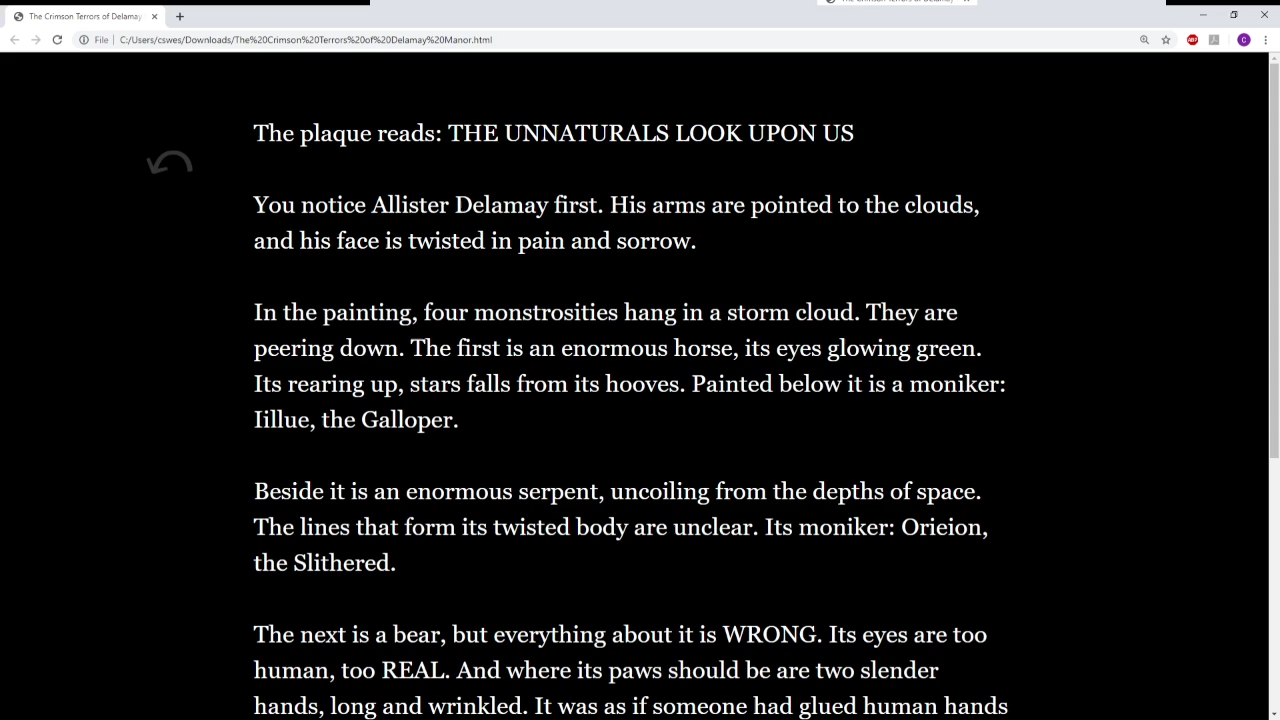 The Crimson Terrors of Delamay
File
C:/Users/cswes/Downloads/The%20Crimson%20Terrors%20of%20Delamay%20Manor.html
ABP
C
The plaque reads: THE UNNATURALS LOOK UPON US
You notice Allister Delamay first. His arms are pointed to the clouds,
and his face is twisted in pain and sorrow.
In the painting, four monstrosities hang in a storm cloud. They are
peering down. The first is an enormous horse, its eyes glowing green.
Its rearing up, stars falls from its hooves. Painted below it is a moniker:
Iillue, the Galloper.
Beside it is an enormous serpent, uncoiling from the depths of space.
The lines that form its twisted body are unclear. Its moniker: Orieion,
the Slithered.
The next is a bear, but everything about it is WRONG. Its eyes are too
human, too REAL. And where its paws should be are two slender
hands, long and wrinkled. It was as if someone had glued human hands